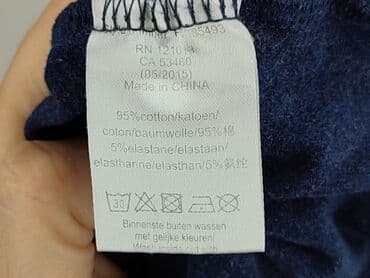 RN 121014
CA 53460
(05/2015)
Made in CHINA
95%cotton/katoen/
coton/baumwolle/95%棉
5%elastane/elastaan/
elasthanne/elasthan/5%氨纶
30
Binnenste buiten wassen
met gelijke kleuren/